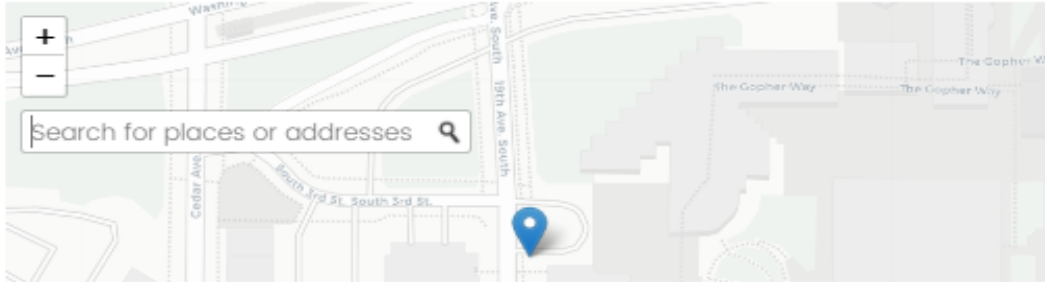 +
−
Search for places or addresses
Washing
Ave. South
19th Ave. South
The Gopher W
The Gopher Way
The Gopher Way
Cedar Ave.
South 3rd St.
South 3rd St.